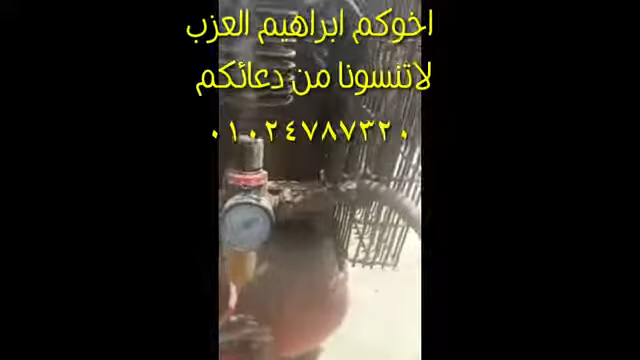 اخوكم ابراهيم العزب
لاتنسونا من دعائكم
٠١٠٢٤٧٨٧٣٢٠